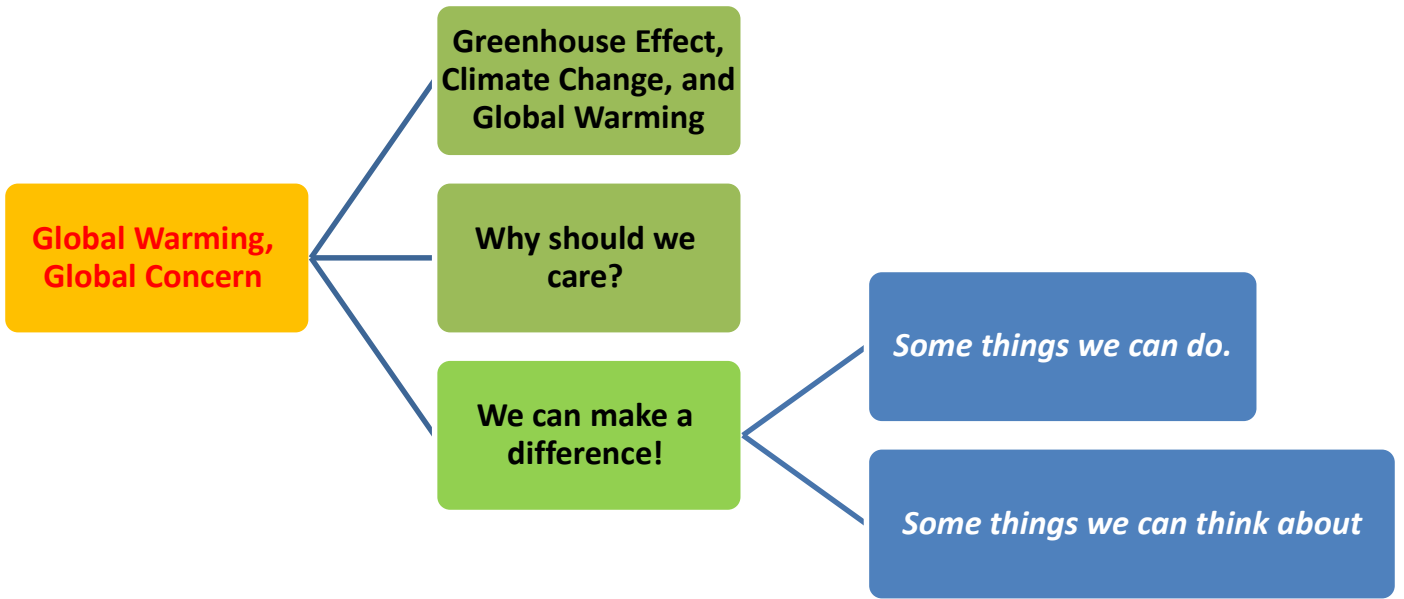 Global Warming,
Global Concern
Greenhouse Effect,
Climate Change, and
Global Warming
Why should we
care?
We can make a
difference!
Some things we can do.
Some things we can think about